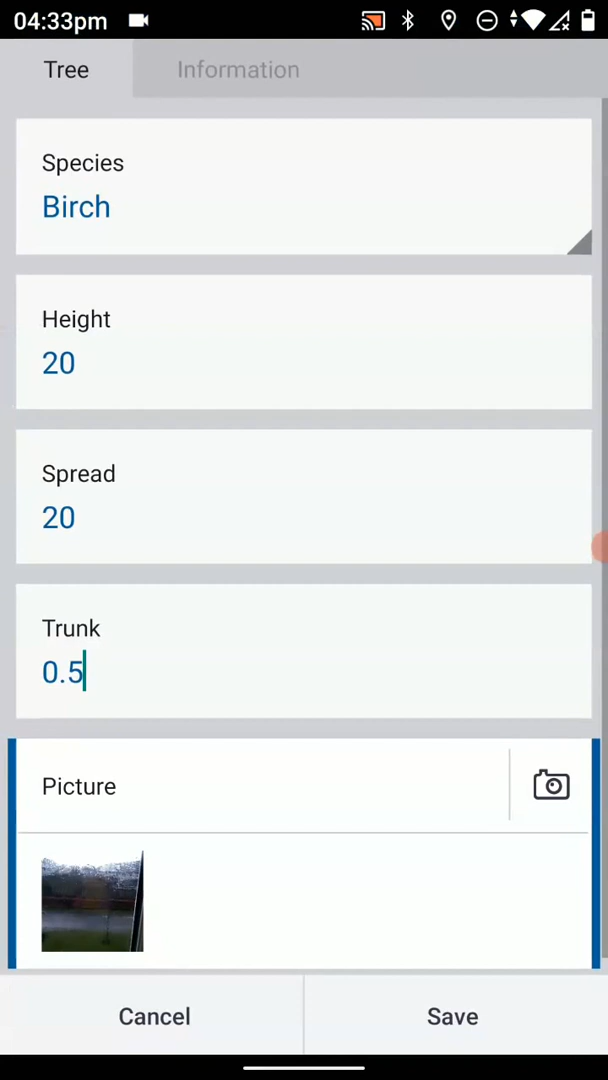 04:33pm
Tree Information
Species
Birch
Height
20
Spread
20
Trunk
0.5
Picture
Cancel Save